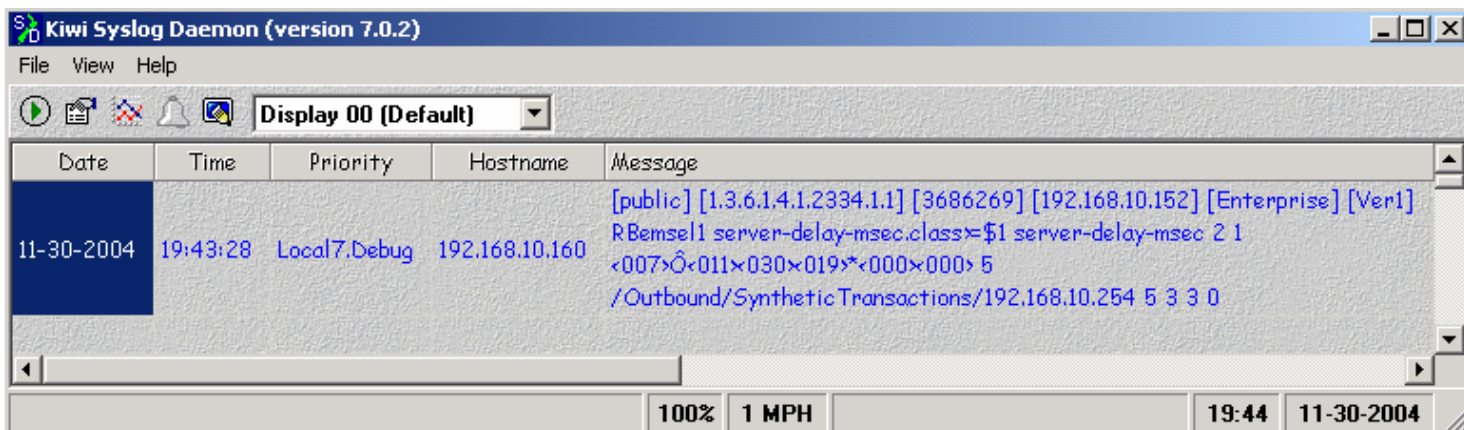 Kiwi Syslog Daemon (version 7.0.2)
File View Help
Display 00 (Default)
Date Time Priority Hostname Message
[public] [1.3.6.1.4.1.2334.1.1] [3686269] [192.168.10.152] [Enterprise] [Ver1]
11-30-2004 19:43:28 Local7.Debug 192.168.10.160 RBemsel1 server-delay-msec.class>=$1 server-delay-msec 2 1
<007>Ô<011><030><019>*<000><000> 5
/Outbound/SyntheticTransactions/192.168.10.254 5 3 3 0
100% 1 MPH 19:44 11-30-2004